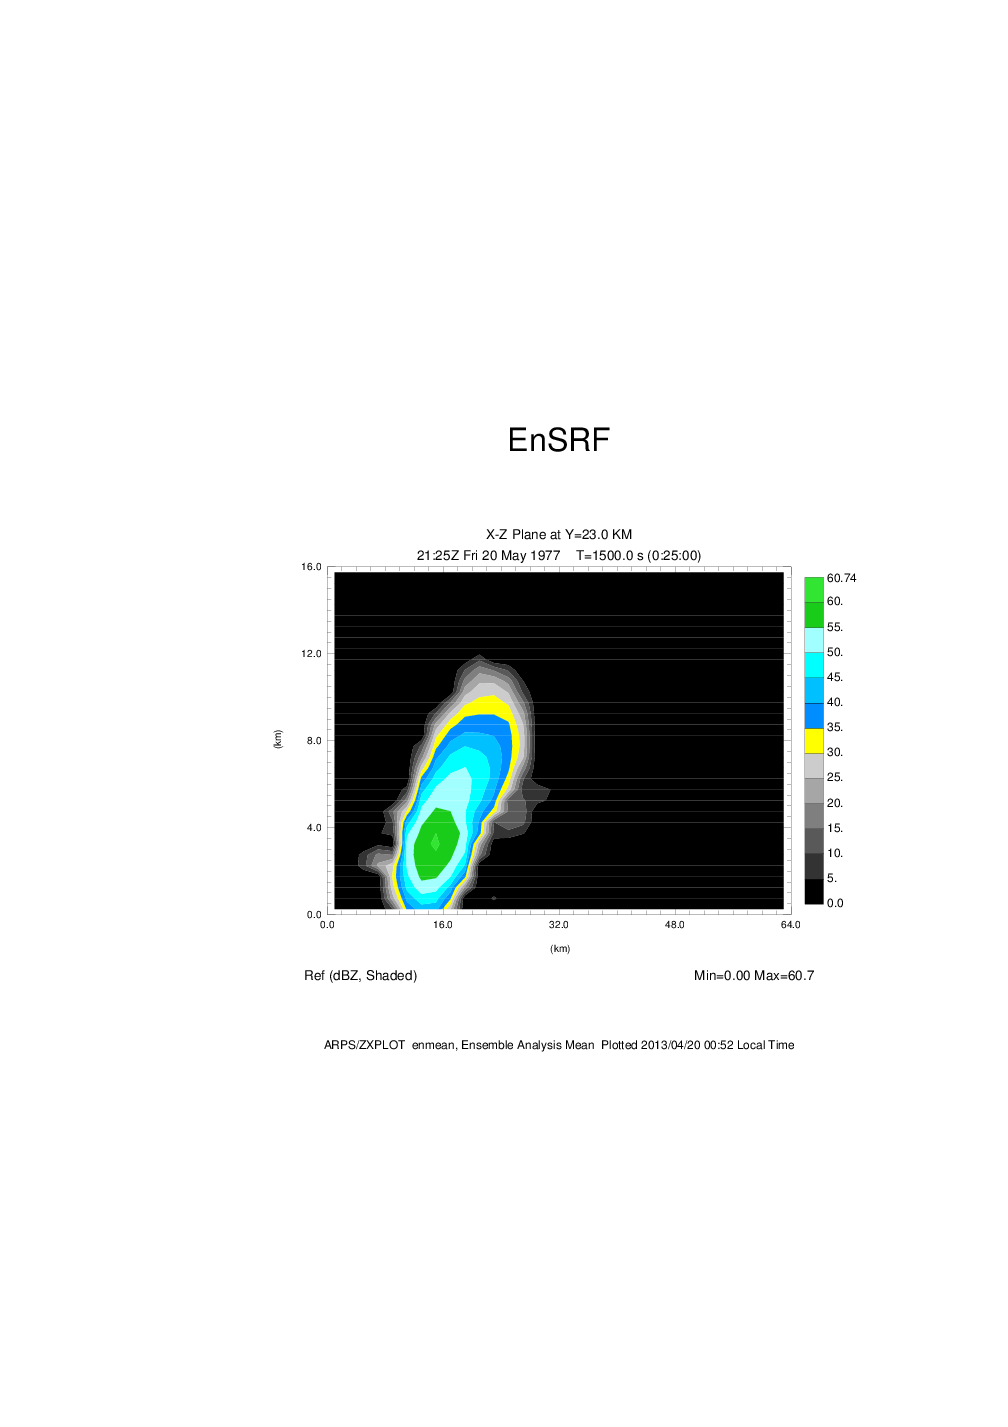 EnSRF
X-Z Plane at Y=23.0 KM
21:25Z Fri 20 May 1977 T=1500.0 s (0:25:00)
16.0
12.0
8.0
4.0
0.0
(km)
0.0 16.0 32.0 48.0 64.0
(km)
60.74
60.
55.
50.
45.
40.
35.
30.
25.
20.
15.
10.
5.
0.0
Ref (dBZ, Shaded) Min=0.00 Max=60.7
ARPS/ZXPLOT enmean, Ensemble Analysis Mean Plotted 2013/04/20 00:52 Local Time